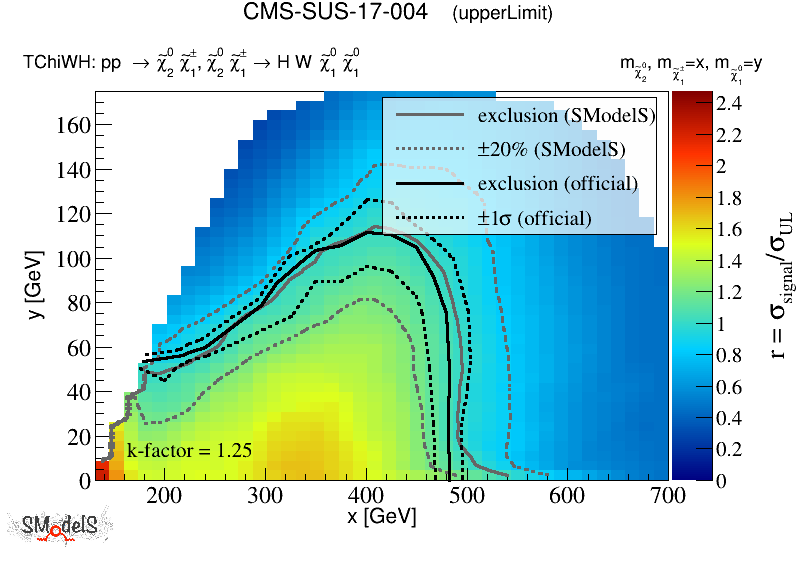 CMS-SUS-17-004 (upperLimit)
TChiWH: pp → χ̃⁰₂ χ̃±₁, χ̃⁰₂ χ̃±₁ → H W χ̃⁰₁ χ̃⁰₁
m_χ̃⁰₂, m_χ̃±₁=x, m_χ̃⁰₁=y
exclusion (SModelS)
±20% (SModelS)
exclusion (official)
±1σ (official)
k-factor = 1.25
y [GeV]
160
140
120
100
80
60
40
20
0
200 300 400 500 600 700
x [GeV]
2.4
2.2
2
1.8
1.6
1.4
1.2
1
0.8
0.6
0.4
0.2
0
r = σ_signal/σ_UL
SModelS